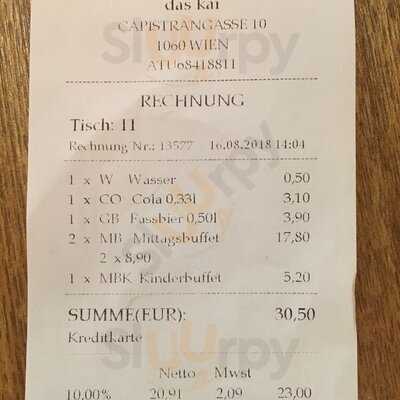 das kai
CAPISTRANGASSE 10
1060 WIEN
ATU68418811
RECHNUNG
Tisch: 11
Rechnung Nr.: 13577 16.08.2018 14:04
1 x W Wasser 0,50
1 x CO Cola 0,33l 3,10
1 x GB Fassbier 0,50l 3,90
2 x MB Mittagsbuffet 17,80
2 x 8,90
1 x MBK Kinderbuffet 5,20
SUMME(EUR): 30,50
Kreditkarte
Netto Mwst
10,00% 20,91 2,09 23,00
Sluurpy
Sluurpy
Sluurpy